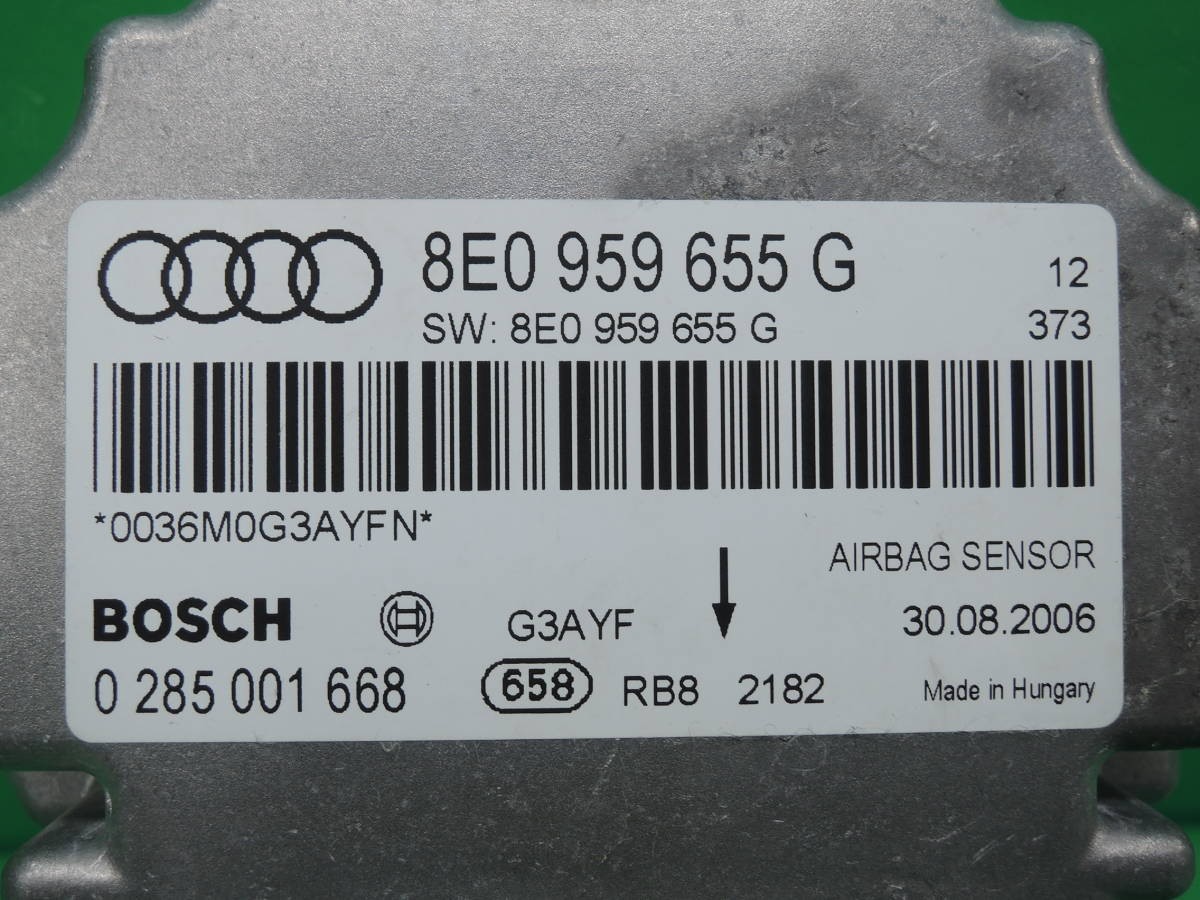 8E0 959 655 G 12
SW: 8E0 959 655 G 373
*0036M0G3AYFN*
AIRBAG SENSOR
BOSCH G3AYF 30.08.2006
0 285 001 668 658 RB8 2182 Made in Hungary